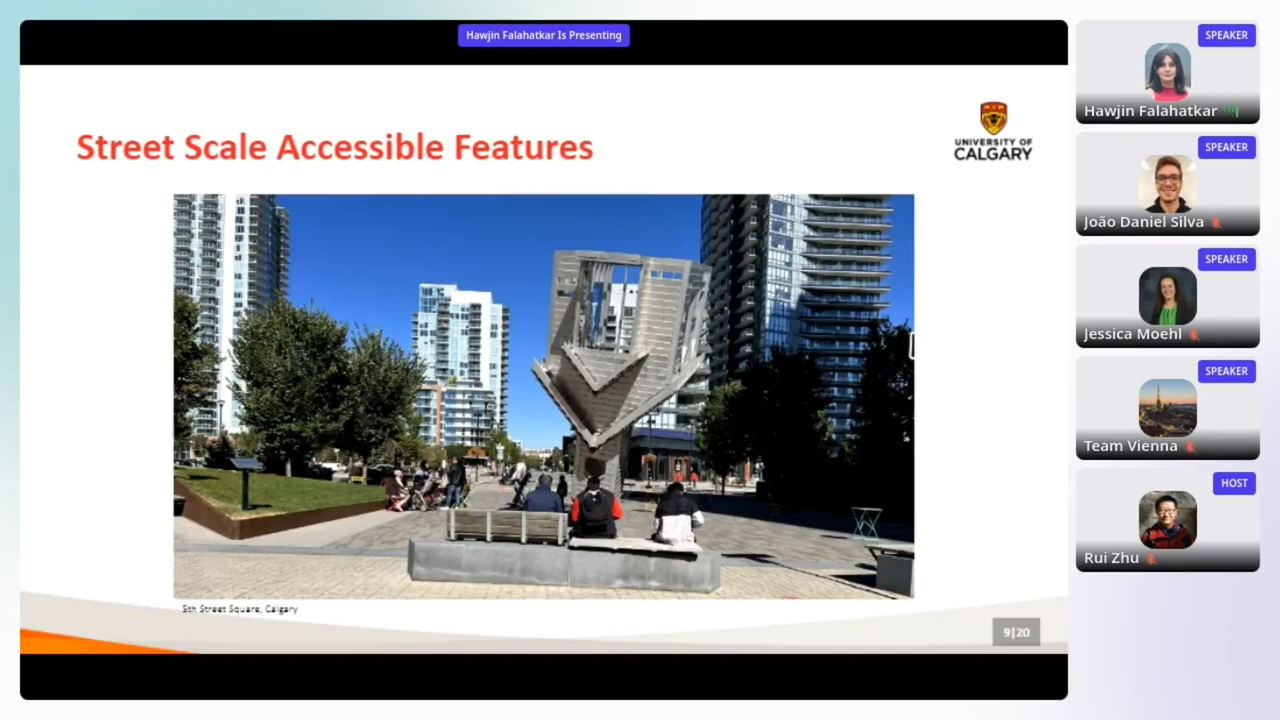 Hawjin Falahatkar Is Presenting
Street Scale Accessible Features
UNIVERSITY OF
CALGARY
5th Street Square, Calgary
9|20
SPEAKER
Hawjin Falahatkar
SPEAKER
João Daniel Silva
SPEAKER
Jessica Moehl
SPEAKER
Team Vienna
HOST
Rui Zhu